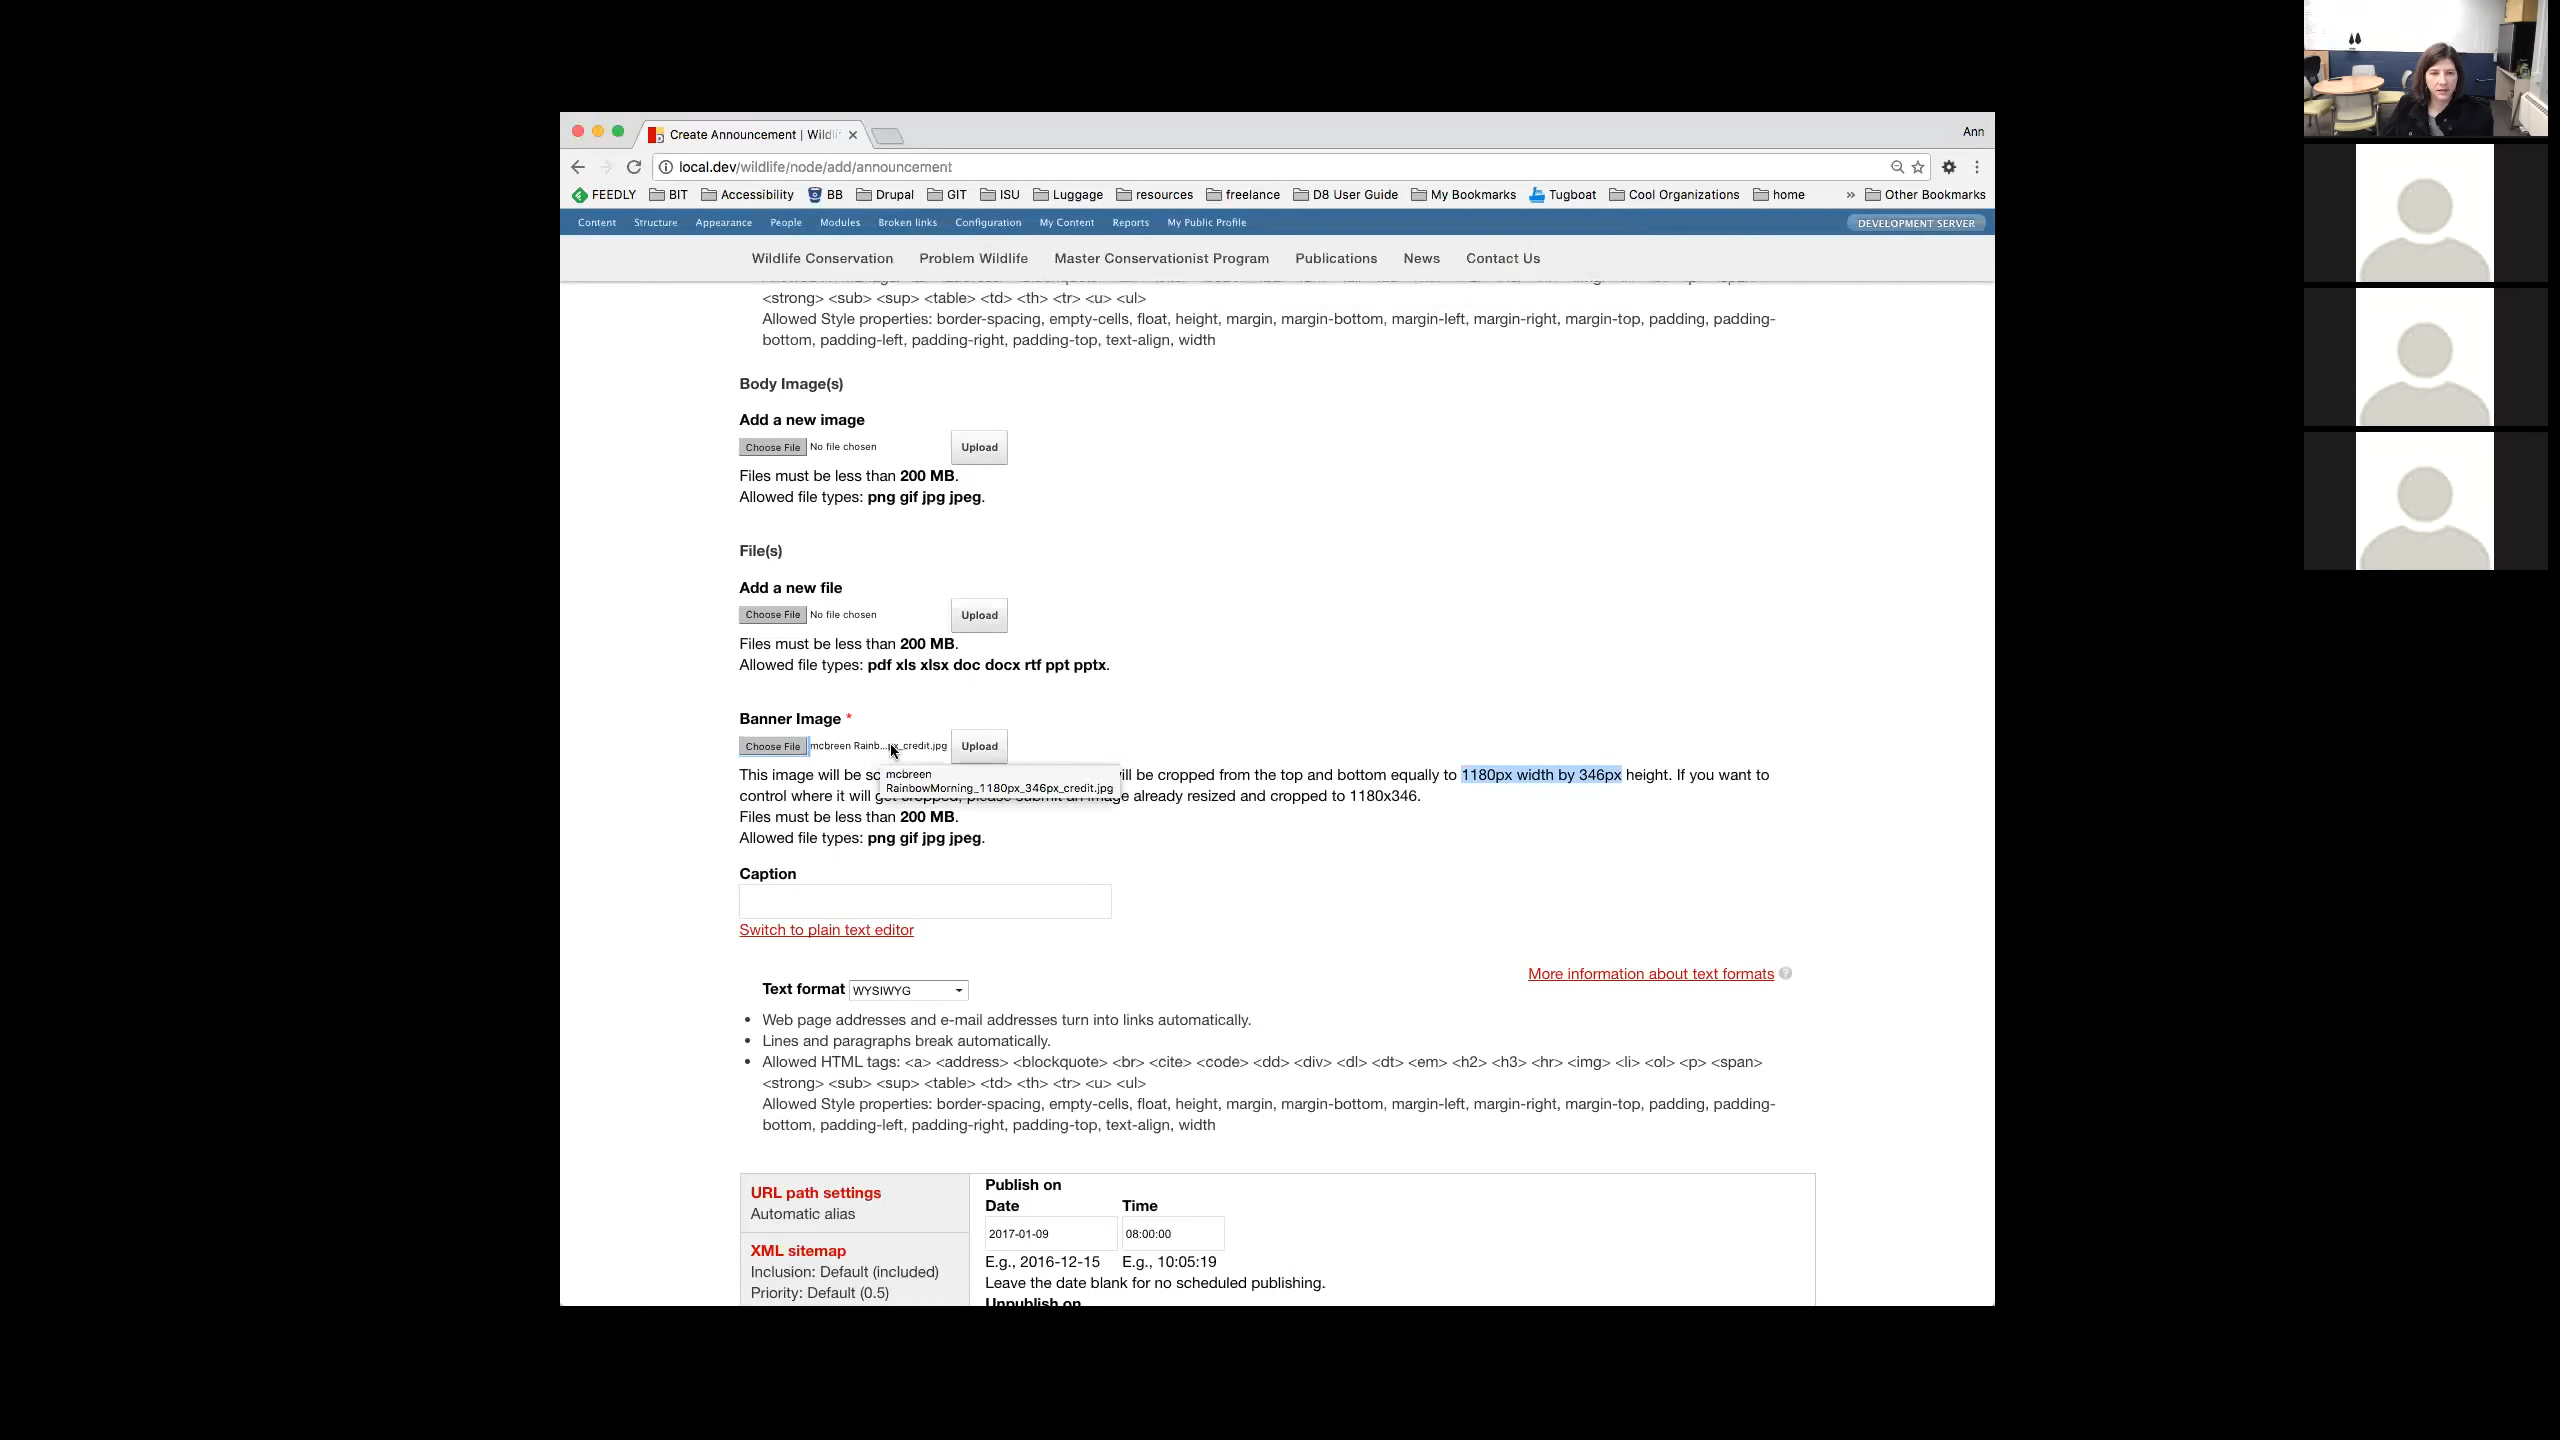 Create Announcement | Wildli
Ann
local.dev/wildlife/node/add/announcement
FEEDLY BIT Accessibility BB Drupal GIT ISU Luggage resources freelance D8 User Guide My Bookmarks Tugboat Cool Organizations home » Other Bookmarks
Content Structure Appearance People Modules Broken links Configuration My Content Reports My Public Profile DEVELOPMENT SERVER
Wildlife Conservation Problem Wildlife Master Conservationist Program Publications News Contact Us
<strong> <sub> <sup> <table> <td> <th> <tr> <u> <ul>
Allowed Style properties: border-spacing, empty-cells, float, height, margin, margin-bottom, margin-left, margin-right, margin-top, padding, padding-
bottom, padding-left, padding-right, padding-top, text-align, width
Body Image(s)
Add a new image
Choose File No file chosen Upload
Files must be less than 200 MB.
Allowed file types: png gif jpg jpeg.
File(s)
Add a new file
Choose File No file chosen Upload
Files must be less than 200 MB.
Allowed file types: pdf xls xlsx doc docx rtf ppt pptx.
Banner Image *
Choose File mcbreen Rainb...px_credit.jpg Upload
This image will be sc ill be cropped from the top and bottom equally to 1180px width by 346px height. If you want to
mcbreen
RainbowMorning_1180px_346px_credit.jpg
control where it will get cropped, please submit an image already resized and cropped to 1180x346.
Files must be less than 200 MB.
Allowed file types: png gif jpg jpeg.
Caption
Switch to plain text editor
More information about text formats ?
Text format WYSIWYG
• Web page addresses and e-mail addresses turn into links automatically.
• Lines and paragraphs break automatically.
• Allowed HTML tags: <a> <address> <blockquote> <br> <cite> <code> <dd> <div> <dl> <dt> <em> <h2> <h3> <hr> <img> <li> <ol> <p> <span>
<strong> <sub> <sup> <table> <td> <th> <tr> <u> <ul>
Allowed Style properties: border-spacing, empty-cells, float, height, margin, margin-bottom, margin-left, margin-right, margin-top, padding, padding-
bottom, padding-left, padding-right, padding-top, text-align, width
URL path settings
Automatic alias
XML sitemap
Inclusion: Default (included)
Priority: Default (0.5)
Publish on
Date Time
2017-01-09 08:00:00
E.g., 2016-12-15 E.g., 10:05:19
Leave the date blank for no scheduled publishing.
Unpublish on